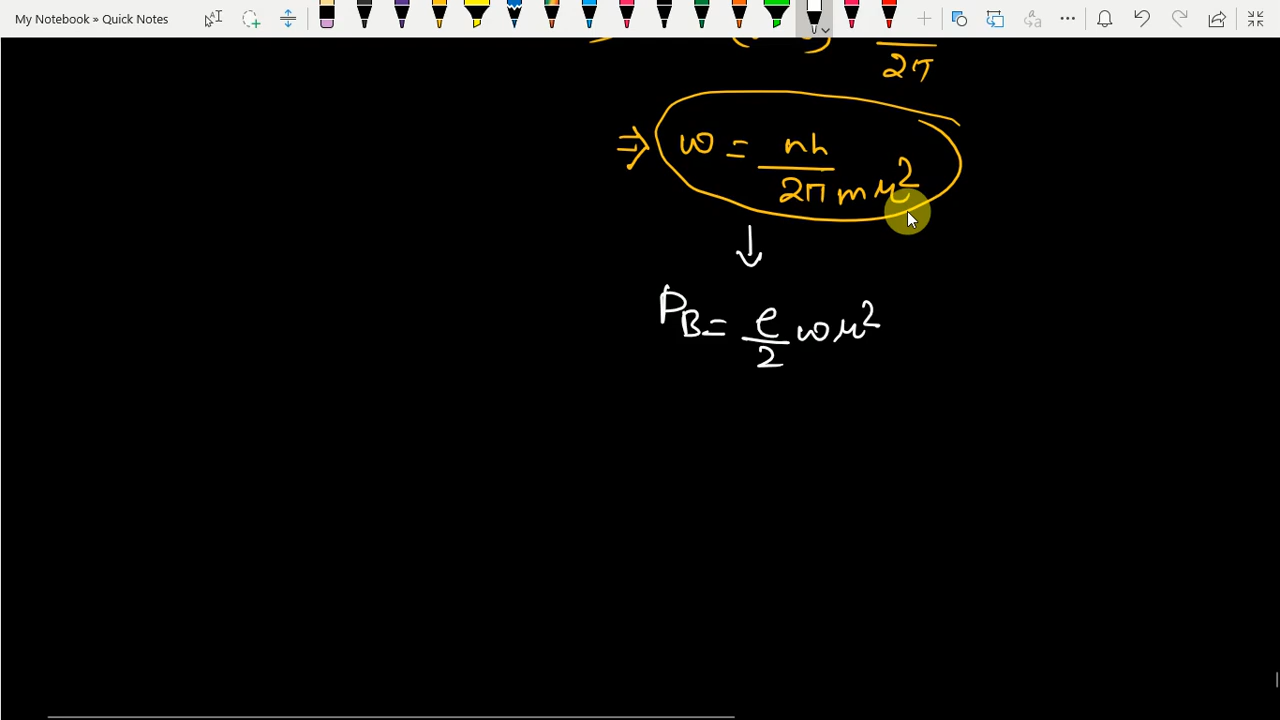 My Notebook » Quick Notes
2π
⇒ ω = nh / 2πmr²
↓
P_B = e/2 ωr²